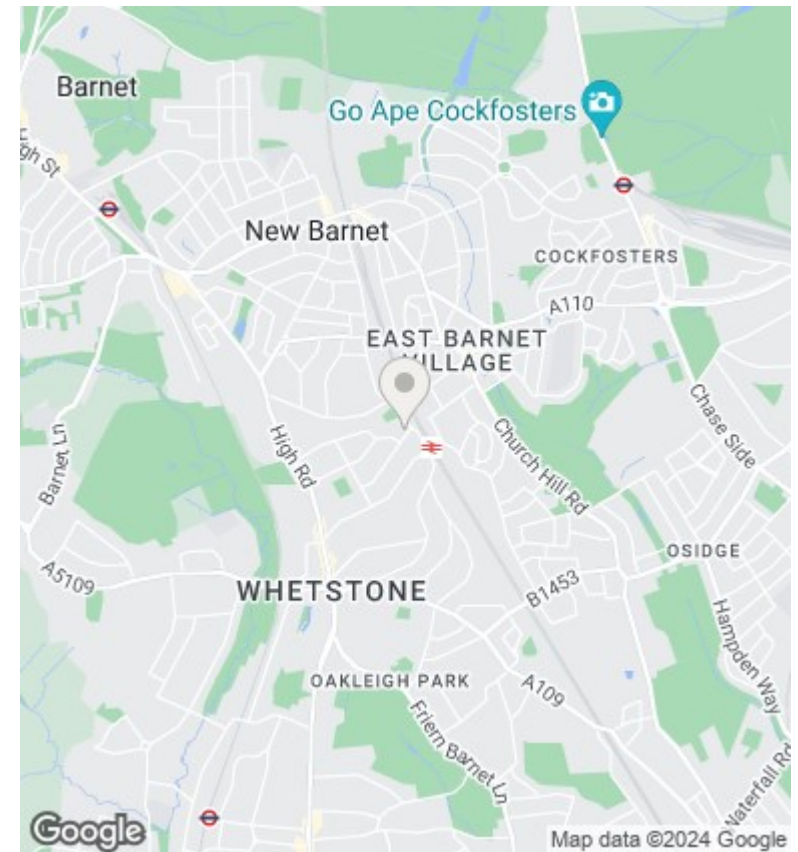 Barnet
Go Ape Cockfosters
gh St
New Barnet
COCKFOSTERS
A110
EAST BARNET
VILLAGE
Chase Side
High Rd
Church Hill Rd
Barnet Ln
OSIDGE
A5109
B1453
WHETSTONE
Hampden Way
OAKLEIGH PARK
A109
Friern Barnet Ln
Waterfall Rd
Google
Map data ©2024 Google